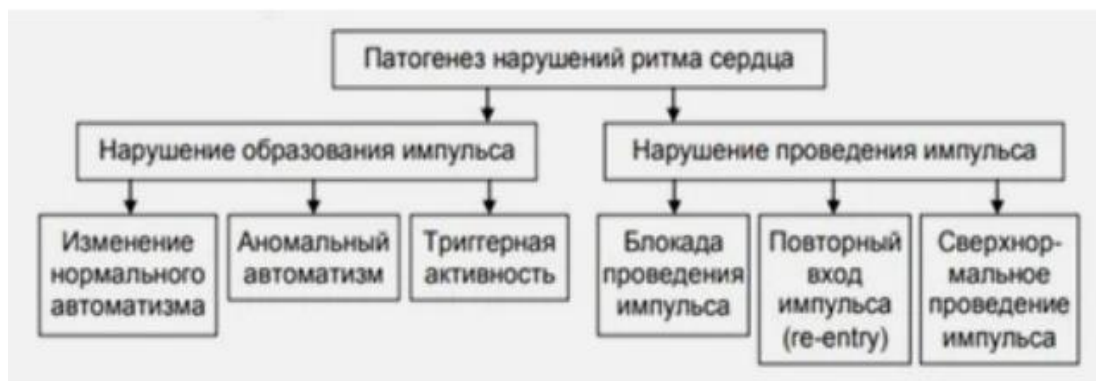 Патогенез нарушений ритма сердца
Нарушение образования импульса
Нарушение проведения импульса
Изменение
нормального
автоматизма
Аномальный
автоматизм
Триггерная
активность
Блокада
проведения
импульса
Повторный
вход
импульса
(re-entry)
Сверхнор-
мальное
проведение
импульса